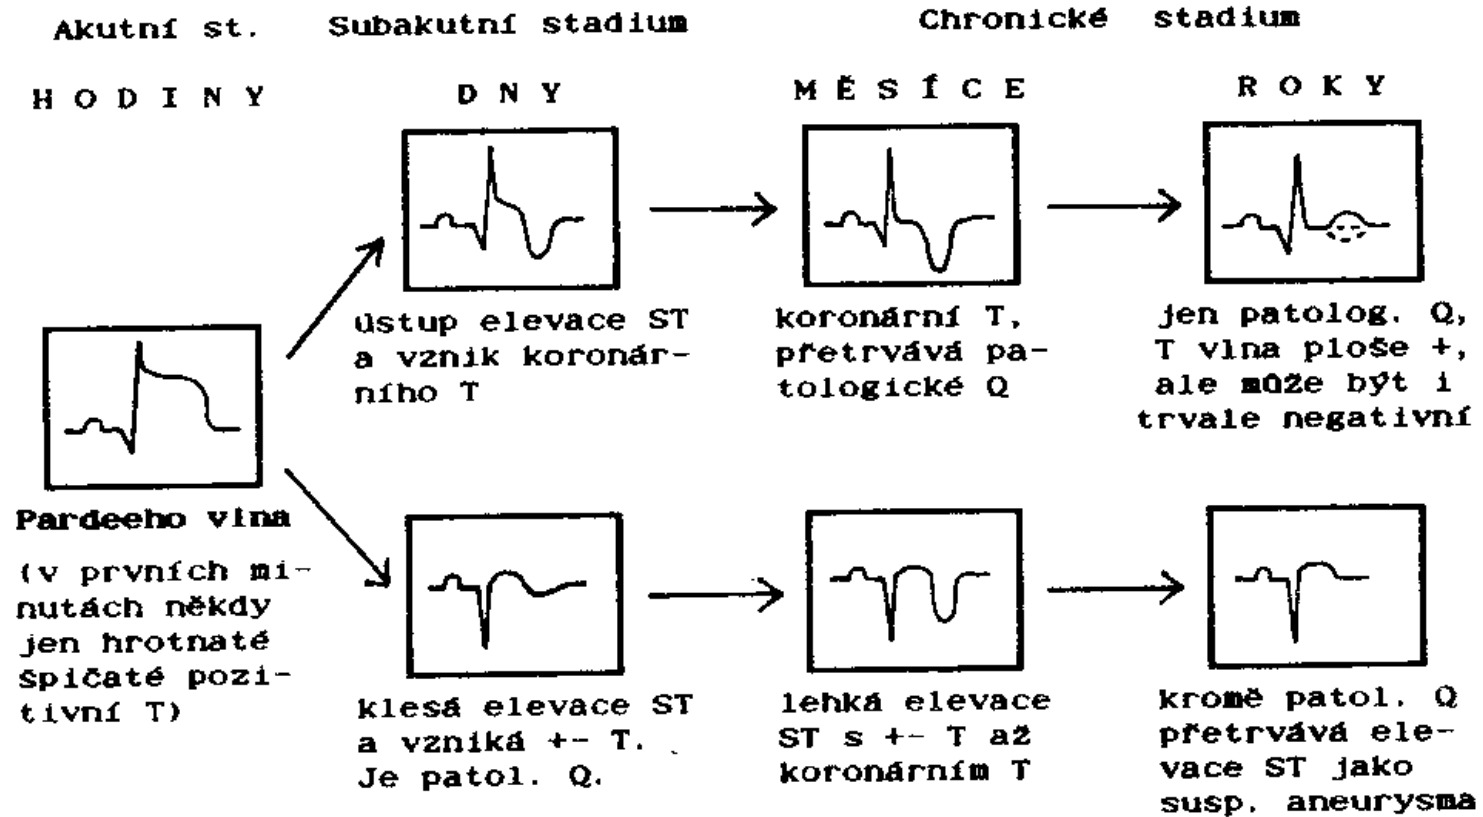 Akutní st. Subakutní stadium Chronické stadium
H O D I N Y D N Y M Ě S Í C E R O K Y
ústup elevace ST
a vznik koronár-
ního T
koronární T,
přetrvává pa-
tologické Q
jen patolog. Q,
T vlna ploše +,
ale může být i
trvale negativní
Pardeeho vlna
(v prvních mi-
nutách někdy
jen hrotnaté
špičaté pozi-
tivní T)
klesá elevace ST
a vzniká +- T.
Je patol. Q.
lehká elevace
ST s +- T až
koronárním T
kromě patol. Q
přetrvává ele-
vace ST jako
susp. aneurysma